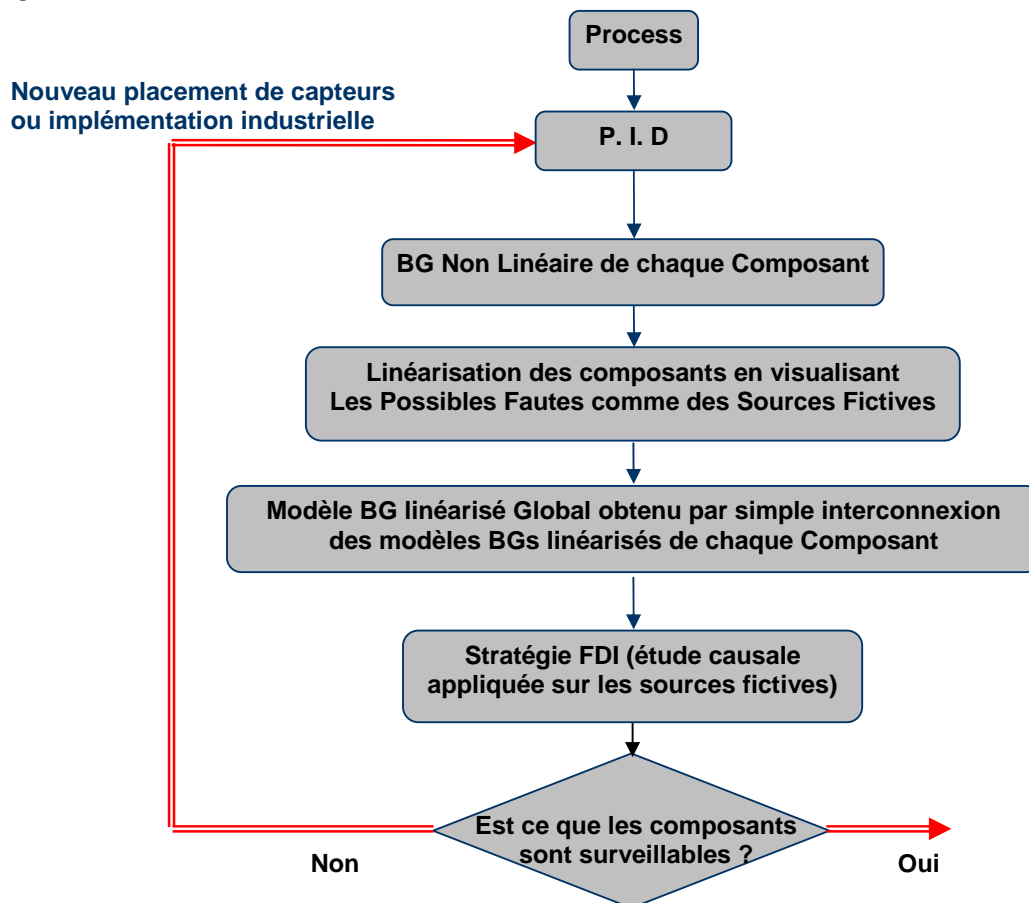 Process
Nouveau placement de capteurs
ou implémentation industrielle
P. I. D
BG Non Linéaire de chaque Composant
Linéarisation des composants en visualisant
Les Possibles Fautes comme des Sources Fictives
Modèle BG linéarisé Global obtenu par simple interconnexion
des modèles BGs linéarisés de chaque Composant
Stratégie FDI (étude causale
appliquée sur les sources fictives)
Est ce que les composants
sont surveillables ?
Non
Oui